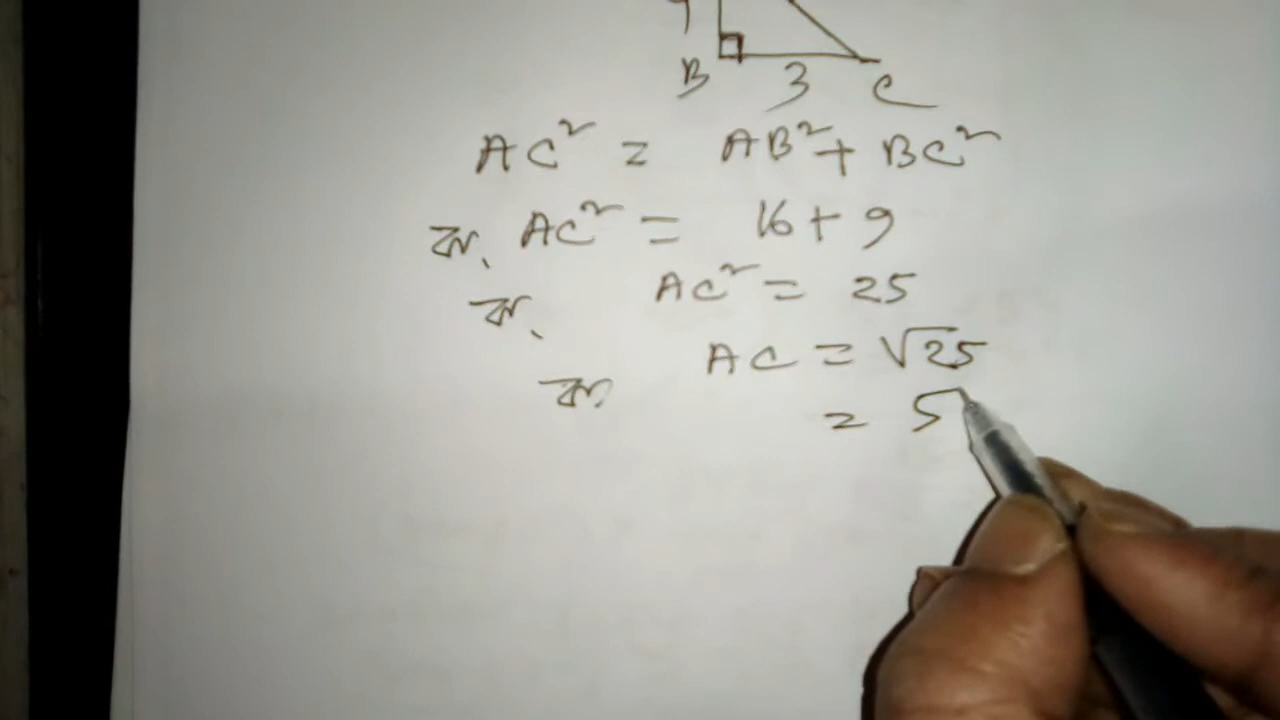 B 3 C
AC² = AB² + BC²
বা, AC² = 16 + 9
বা, AC² = 25
বা AC = √25
= 5